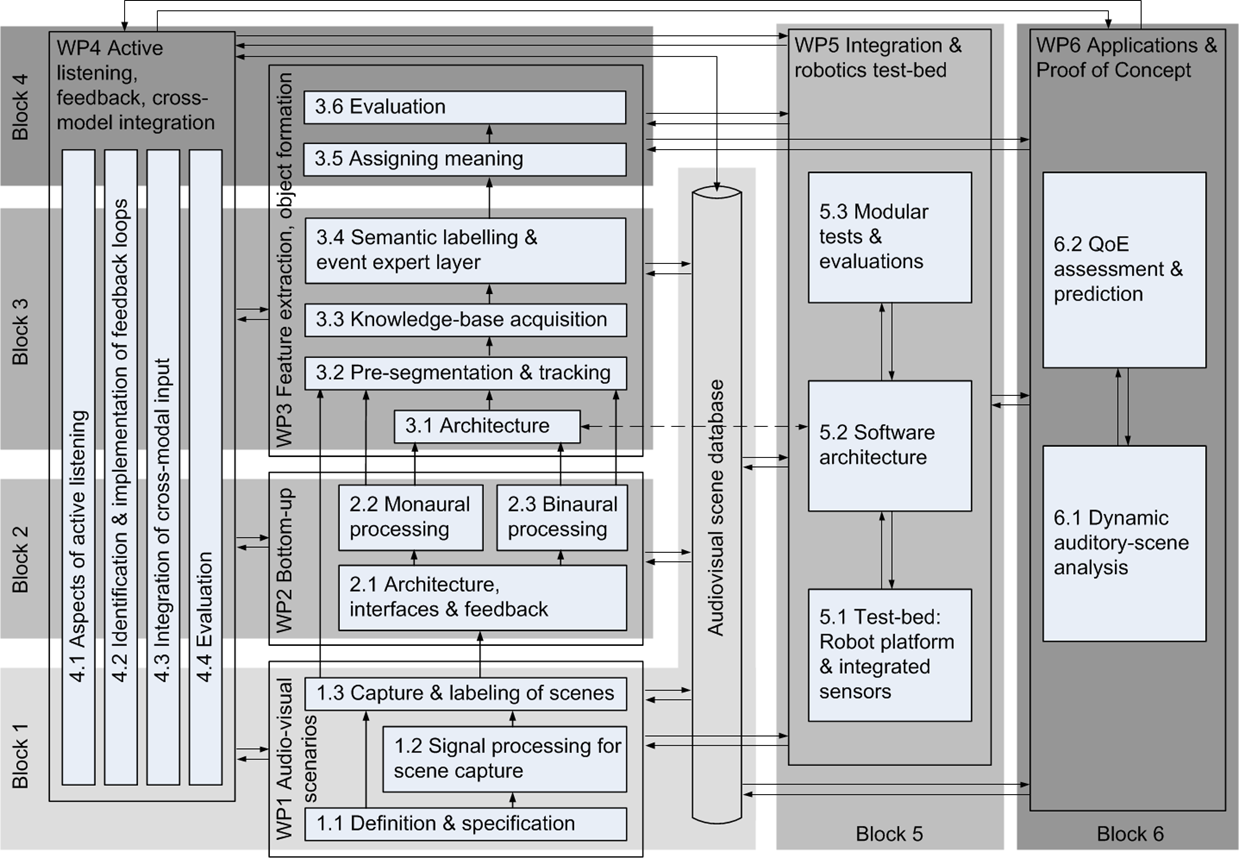 WP4 Active
listening,
feedback, cross-
model integration
4.1 Aspects of active listening
4.2 Identification & implementation of feedback loops
4.3 Integration of cross-modal input
4.4 Evaluation
Block 4
Block 3
Block 2
Block 1
WP3 Feature extraction, object formation
3.6 Evaluation
3.5 Assigning meaning
3.4 Semantic labelling &
event expert layer
3.3 Knowledge-base acquisition
3.2 Pre-segmentation & tracking
3.1 Architecture
WP2 Bottom-up
2.2 Monaural
processing
2.3 Binaural
processing
2.1 Architecture,
interfaces & feedback
WP1 Audio-visual
scenarios
1.3 Capture & labeling of scenes
1.2 Signal processing for
scene capture
1.1 Definition & specification
Audiovisual scene database
WP5 Integration &
robotics test-bed
5.3 Modular
tests &
evaluations
5.2 Software
architecture
5.1 Test-bed:
Robot platform
& integrated
sensors
Block 5
WP6 Applications &
Proof of Concept
6.2 QoE
assessment &
prediction
6.1 Dynamic
auditory-scene
analysis
Block 6